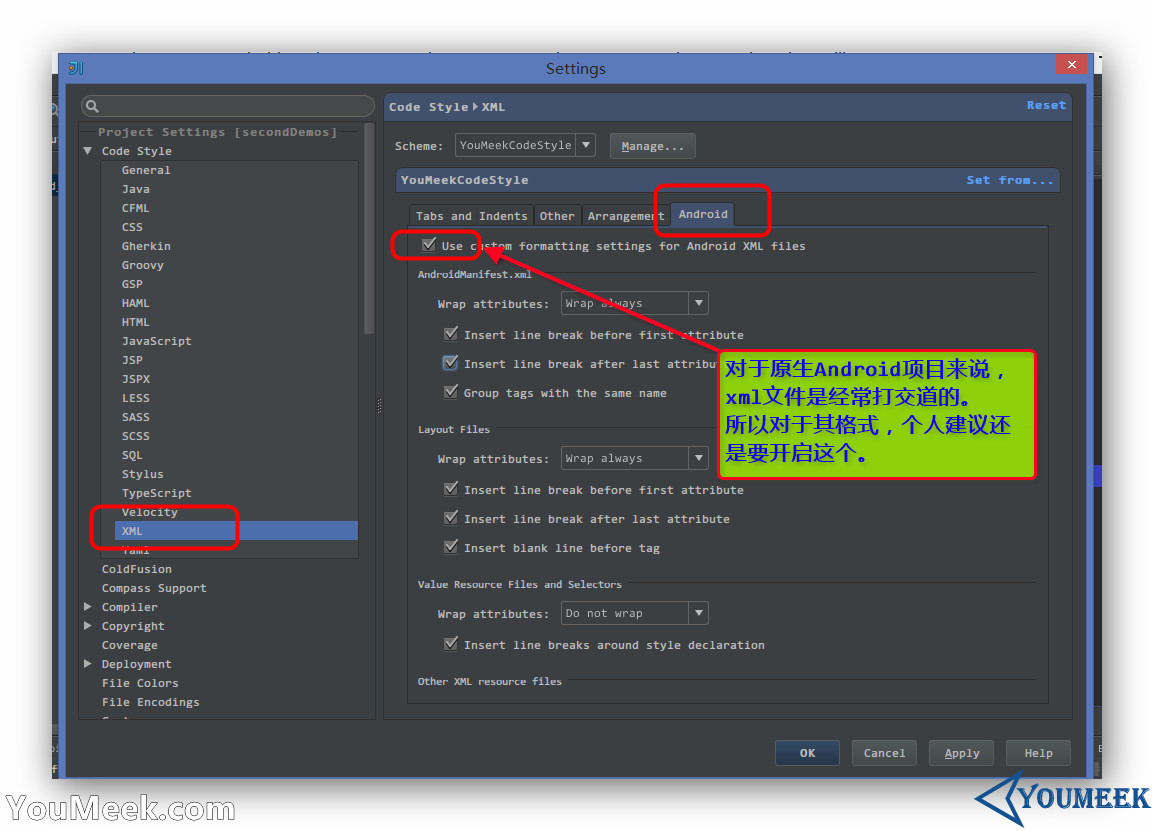 Settings
Project Settings [secondDemos]
Code Style
General
Java
CFML
CSS
Gherkin
Groovy
GSP
HAML
HTML
JavaScript
JSP
JSPX
LESS
SASS
SCSS
SQL
Stylus
TypeScript
Velocity
XML
Yaml
ColdFusion
Compass Support
Compiler
Copyright
Coverage
Deployment
File Colors
File Encodings
Code Style XML
Reset
Scheme: YouMeekCodeStyle Manage...
YouMeekCodeStyle Set from...
Tabs and Indents Other Arrangement Android
Use custom formatting settings for Android XML files
AndroidManifest.xml
Wrap attributes: Wrap always
Insert line break before first attribute
Insert line break after last attribu
Group tags with the same name
对于原生Android项目来说，
xml文件是经常打交道的。
所以对于其格式，个人建议还
是要开启这个。
Layout Files
Wrap attributes: Wrap always
Insert line break before first attribute
Insert line break after last attribute
Insert blank line before tag
Value Resource Files and Selectors
Wrap attributes: Do not wrap
Insert line breaks around style declaration
Other XML resource files
OK Cancel Apply Help
YouMeek.com
YOUMEEK